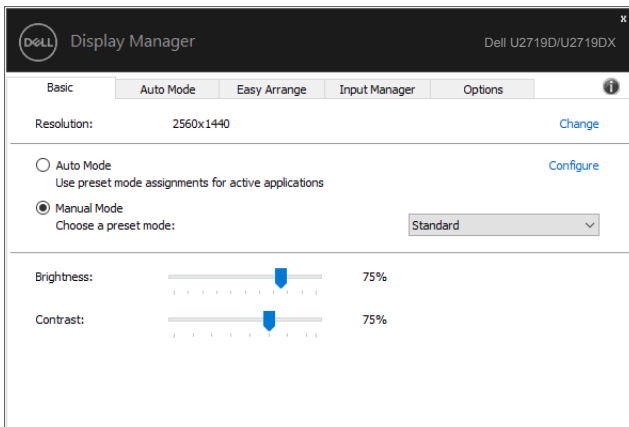 x
DELL Display Manager Dell U2719D/U2719DX
Basic Auto Mode Easy Arrange Input Manager Options i
Resolution: 2560x1440 Change
Auto Mode Configure
Use preset mode assignments for active applications
Manual Mode
Choose a preset mode: Standard
Brightness: 75%
Contrast: 75%